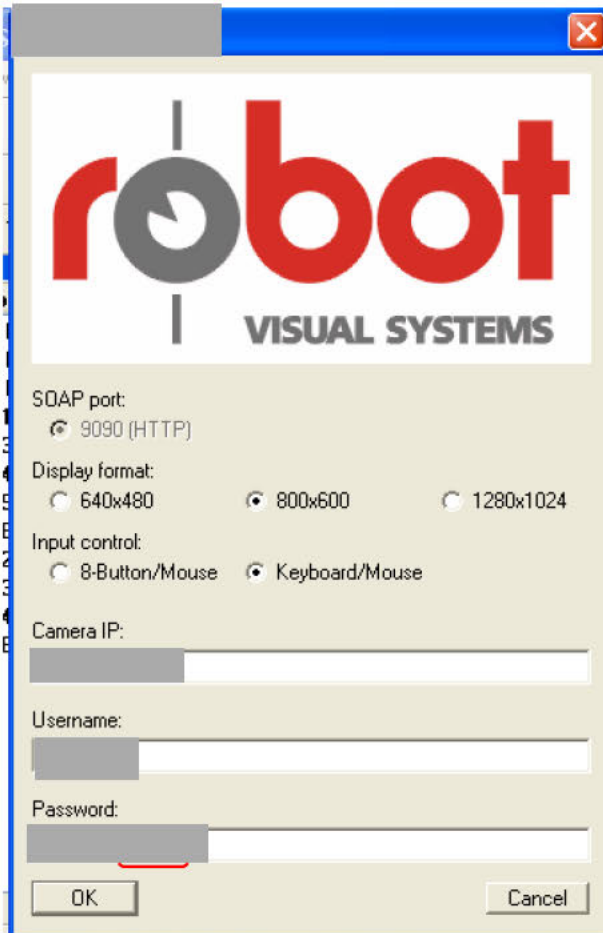 robot
VISUAL SYSTEMS
SOAP port:
9090 (HTTP)
Display format:
640x480 800x600 1280x1024
Input control:
8-Button/Mouse Keyboard/Mouse
Camera IP:
Username:
Password:
OK Cancel